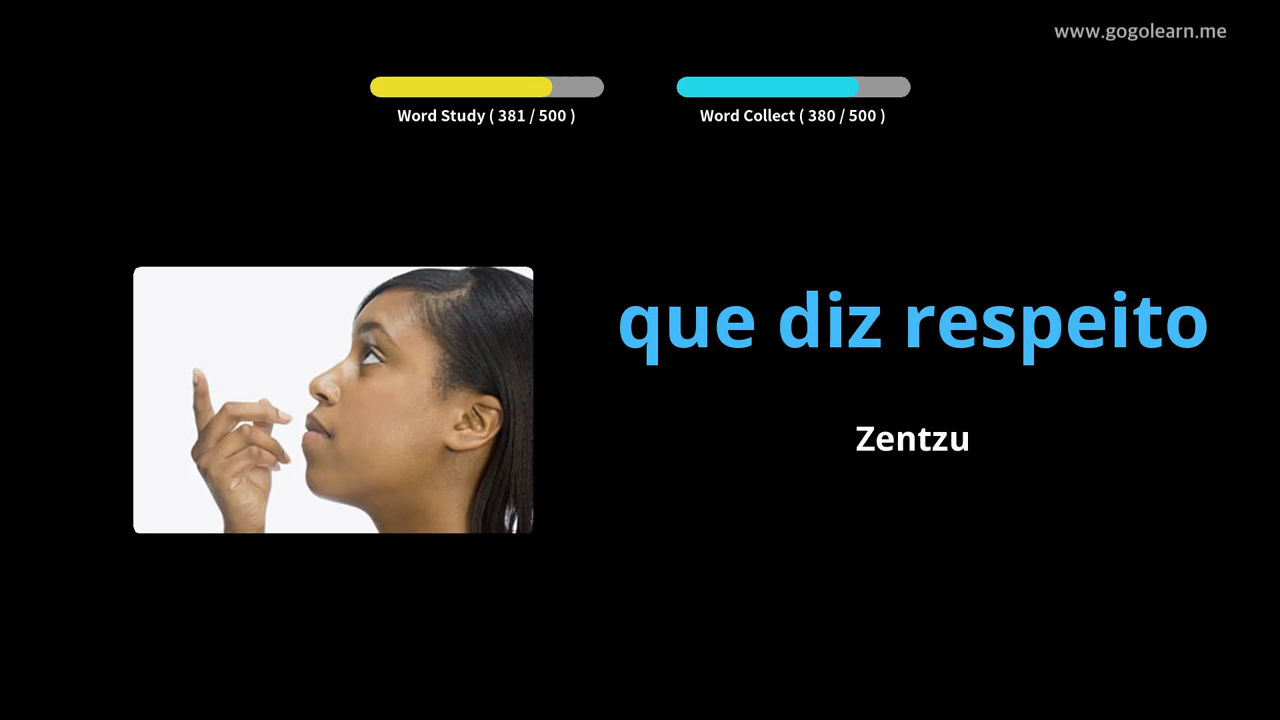 www.gogolearn.me
Word Study ( 381 / 500 )
Word Collect ( 380 / 500 )
que diz respeito
Zentzu